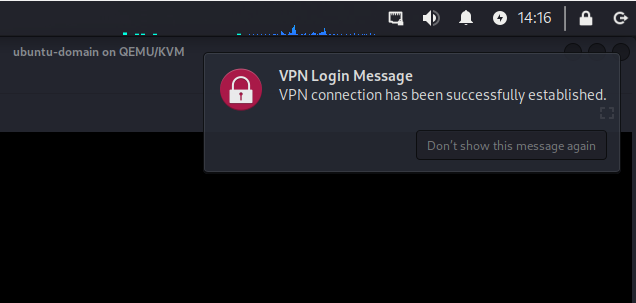 14:16
ubuntu-domain on QEMU/KVM
VPN Login Message
VPN connection has been successfully established.
Don't show this message again